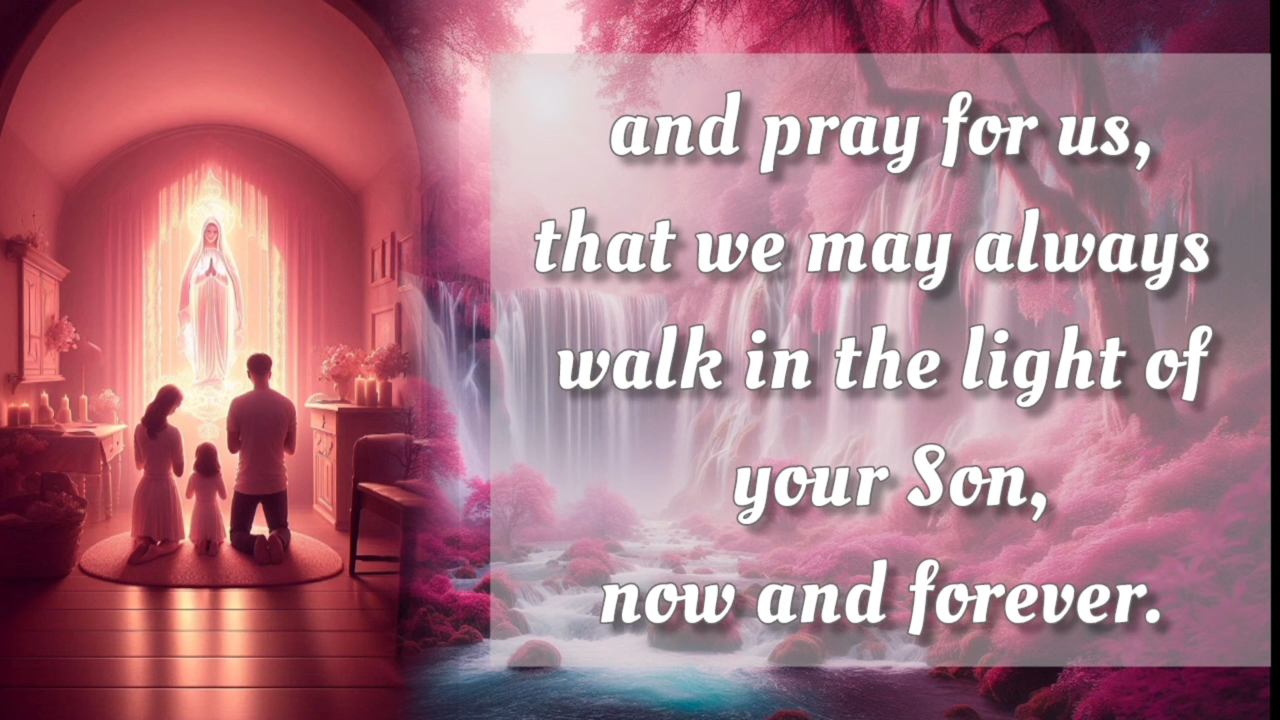 and pray for us,
that we may always
walk in the light of
your Son,
now and forever.